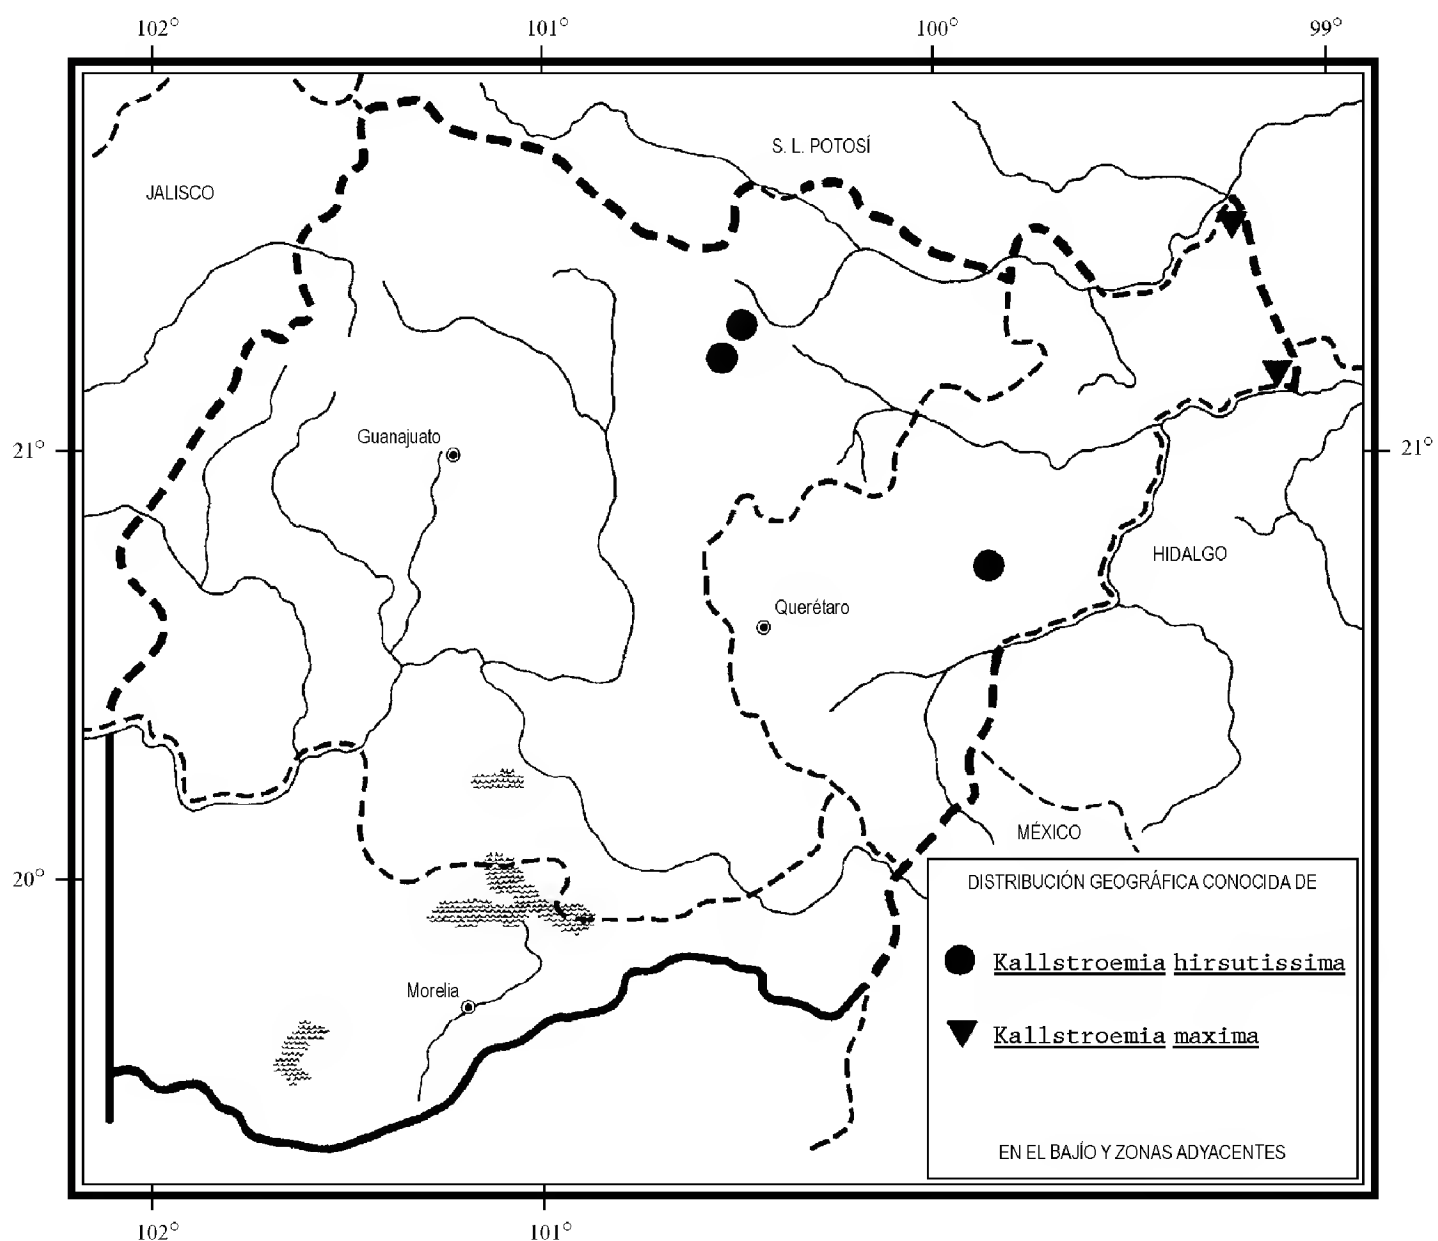 102° 101° 100° 99°
S. L. POTOSÍ
JALISCO
Guanajuato
21° 21°
HIDALGO
Querétaro
MÉXICO
20°
DISTRIBUCIÓN GEOGRÁFICA CONOCIDA DE
Kallstroemia hirsutissima
Morelia
Kallstroemia maxima
EN EL BAJÍO Y ZONAS ADYACENTES
102° 101°